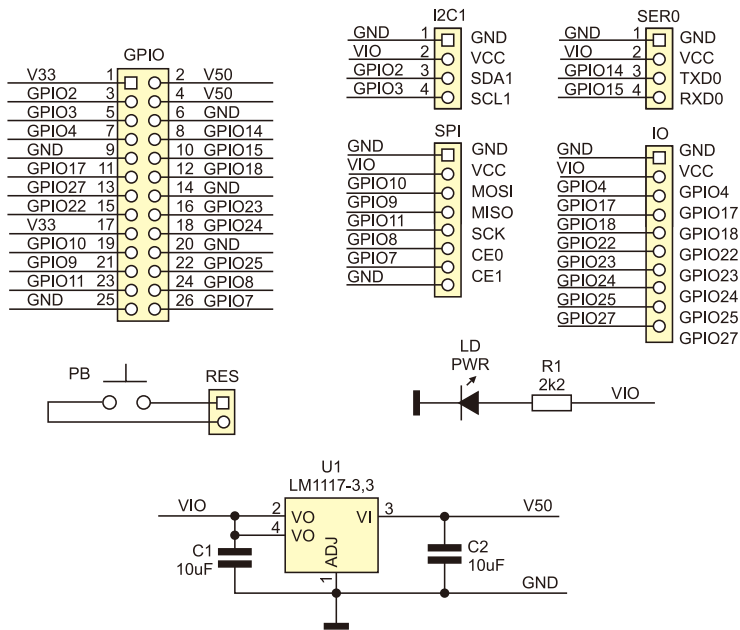 GPIO
V33 1 2 V50
GPIO2 3 4 V50
GPIO3 5 6 GND
GPIO4 7 8 GPIO14
GND 9 10 GPIO15
GPIO17 11 12 GPIO18
GPIO27 13 14 GND
GPIO22 15 16 GPIO23
V33 17 18 GPIO24
GPIO10 19 20 GND
GPIO9 21 22 GPIO25
GPIO11 23 24 GPIO8
GND 25 26 GPIO7
I2C1
GND 1 GND
VIO 2 VCC
GPIO2 3 SDA1
GPIO3 4 SCL1
SER0
GND 1 GND
VIO 2 VCC
GPIO14 3 TXD0
GPIO15 4 RXD0
SPI
GND GND
VIO VCC
GPIO10 MOSI
GPIO9 MISO
GPIO11 SCK
GPIO8 CE0
GPIO7 CE1
GND
IO
GND GND
VIO VCC
GPIO4 GPIO4
GPIO17 GPIO17
GPIO18 GPIO18
GPIO22 GPIO22
GPIO23 GPIO23
GPIO24 GPIO24
GPIO25 GPIO25
GPIO27 GPIO27
PB
RES
LD
PWR
R1
2k2
VIO
U1
LM1117-3,3
VIO 2 VO VI 3 V50
4 VO
ADJ
1
C1
10uF
C2
10uF
GND